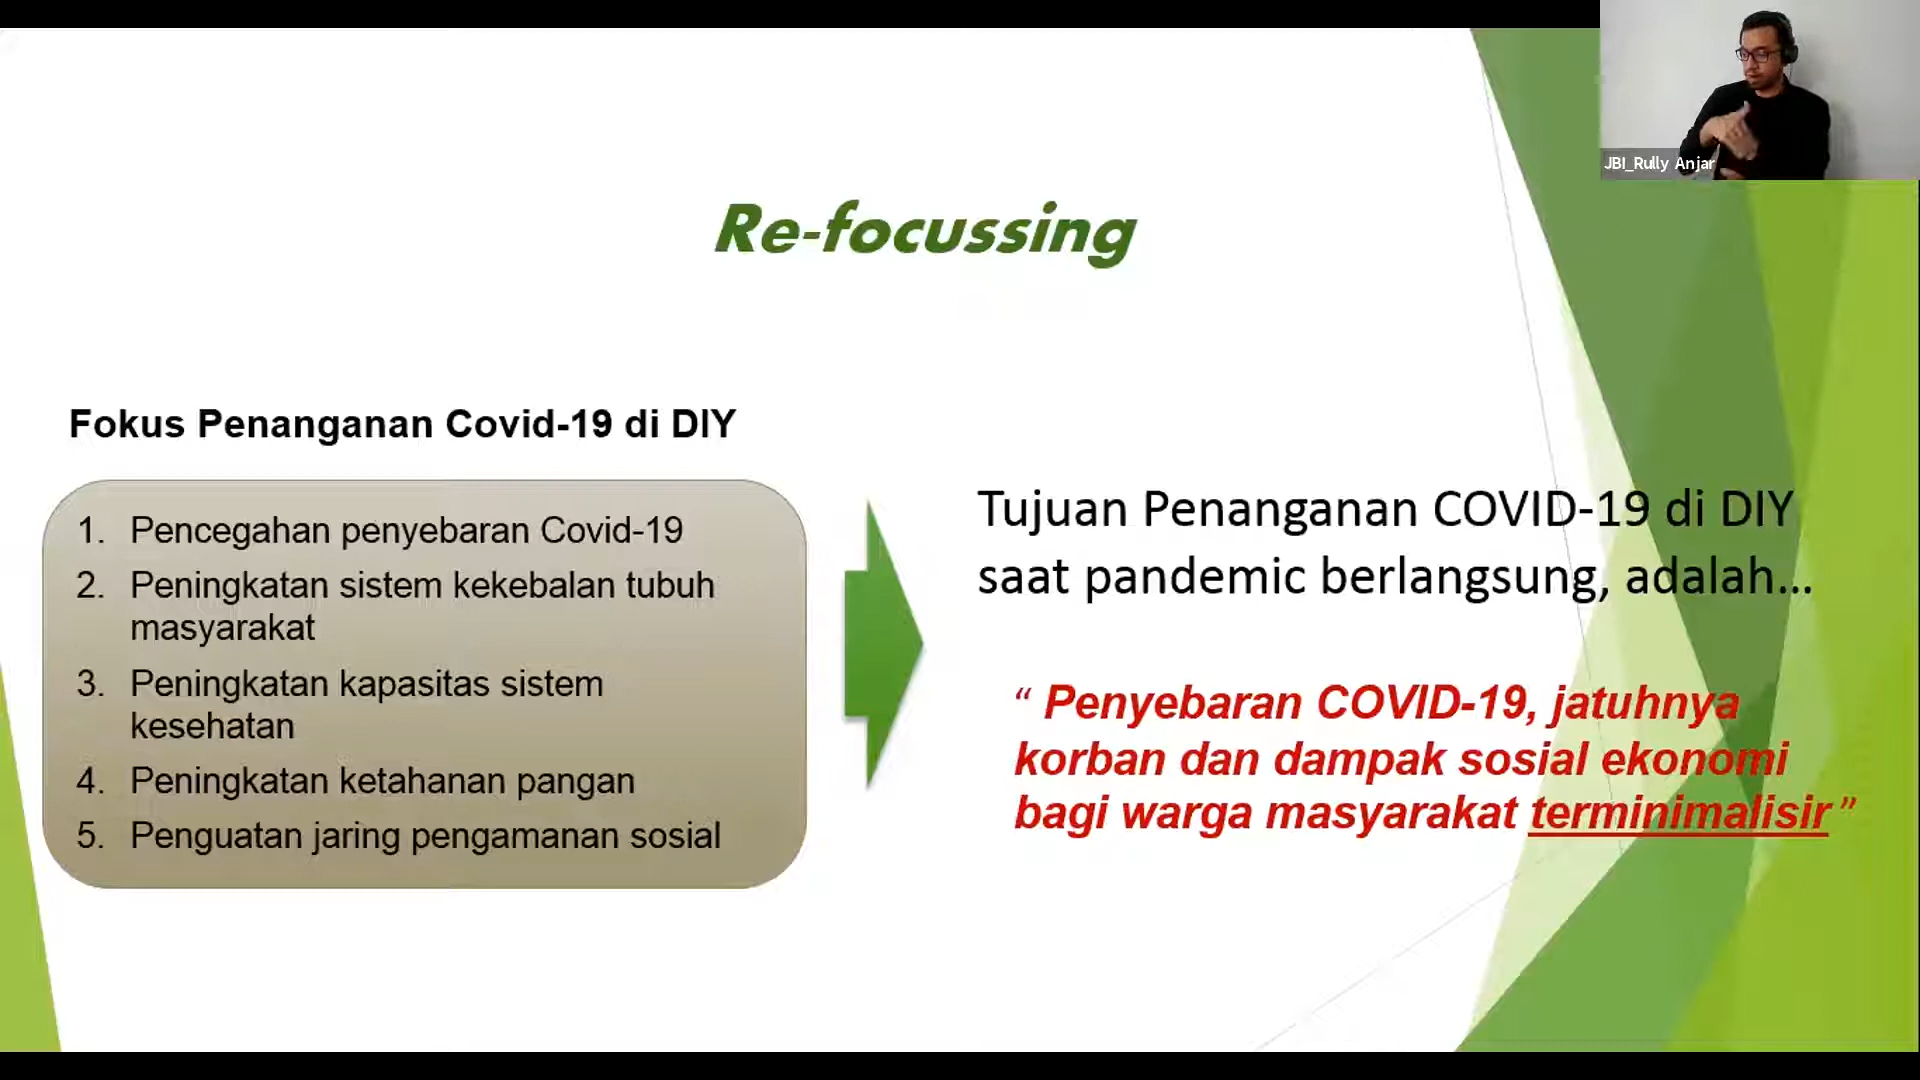 JBI_Rully Anjar
Re-focussing
Fokus Penanganan Covid-19 di DIY
1. Pencegahan penyebaran Covid-19
2. Peningkatan sistem kekebalan tubuh
masyarakat
3. Peningkatan kapasitas sistem
kesehatan
4. Peningkatan ketahanan pangan
5. Penguatan jaring pengamanan sosial
Tujuan Penanganan COVID-19 di DIY
saat pandemic berlangsung, adalah...
“ Penyebaran COVID-19, jatuhnya
korban dan dampak sosial ekonomi
bagi warga masyarakat terminimalisir ”